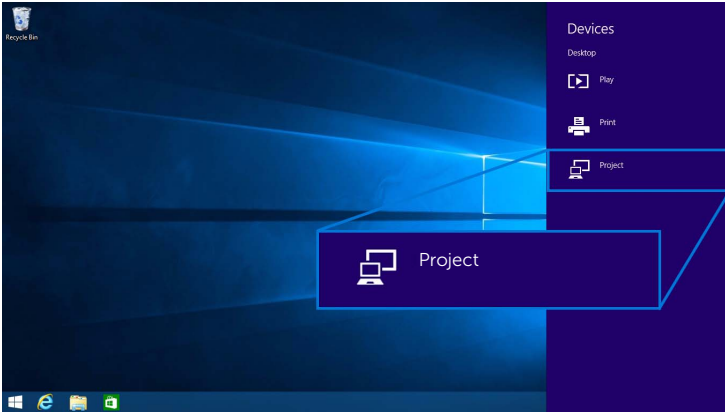 Recycle Bin
Devices
Desktop
Play
Print
Project
Project